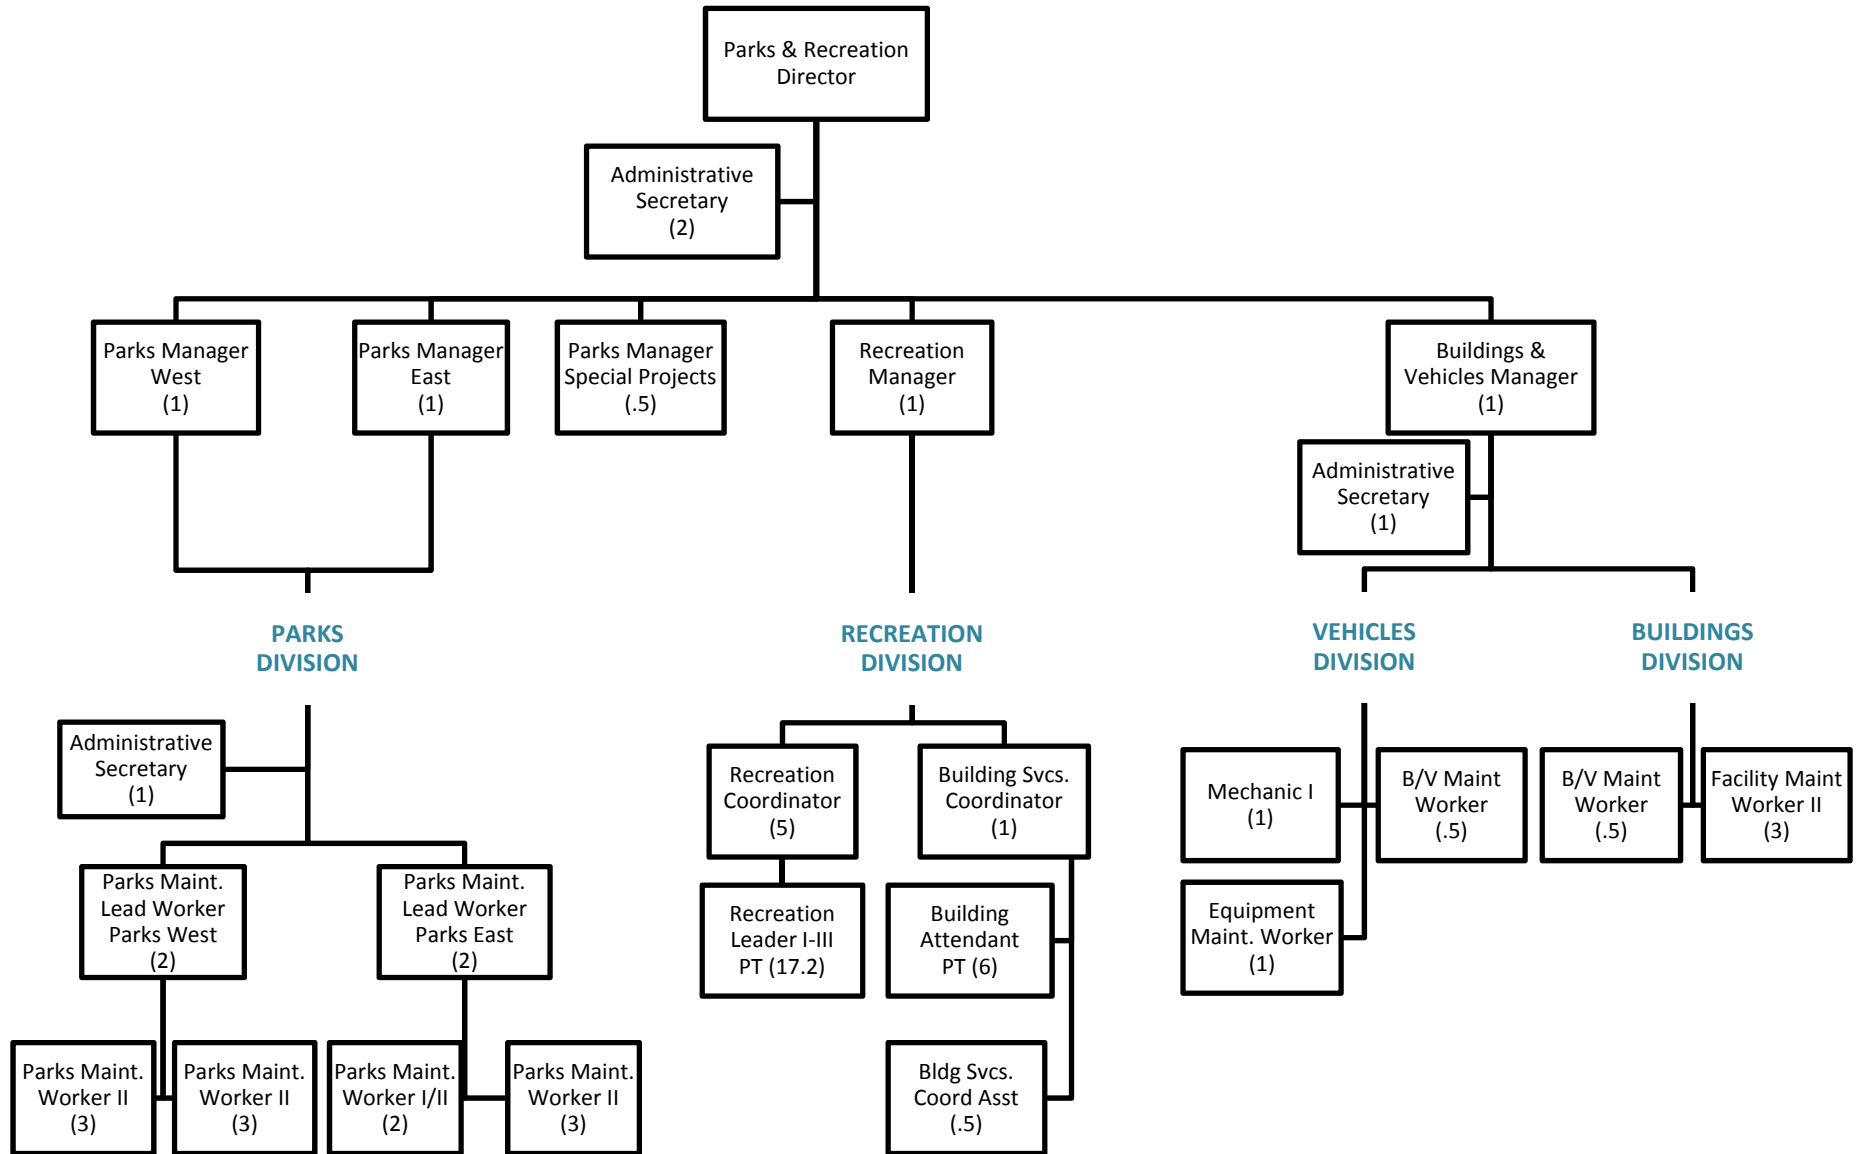 Parks & Recreation
Director
Administrative
Secretary
(2)
Parks Manager
West
(1)
Parks Manager
East
(1)
Parks Manager
Special Projects
(.5)
Recreation
Manager
(1)
Buildings &
Vehicles Manager
(1)
Administrative
Secretary
(1)
PARKS
DIVISION
RECREATION
DIVISION
VEHICLES
DIVISION
BUILDINGS
DIVISION
Administrative
Secretary
(1)
Parks Maint.
Lead Worker
Parks West
(2)
Parks Maint.
Lead Worker
Parks East
(2)
Parks Maint.
Worker II
(3)
Parks Maint.
Worker II
(3)
Parks Maint.
Worker I/II
(2)
Parks Maint.
Worker II
(3)
Recreation
Coordinator
(5)
Building Svcs.
Coordinator
(1)
Recreation
Leader I-III
PT (17.2)
Building
Attendant
PT (6)
Bldg Svcs.
Coord Asst
(.5)
Mechanic I
(1)
B/V Maint
Worker
(.5)
Equipment
Maint. Worker
(1)
B/V Maint
Worker
(.5)
Facility Maint
Worker II
(3)